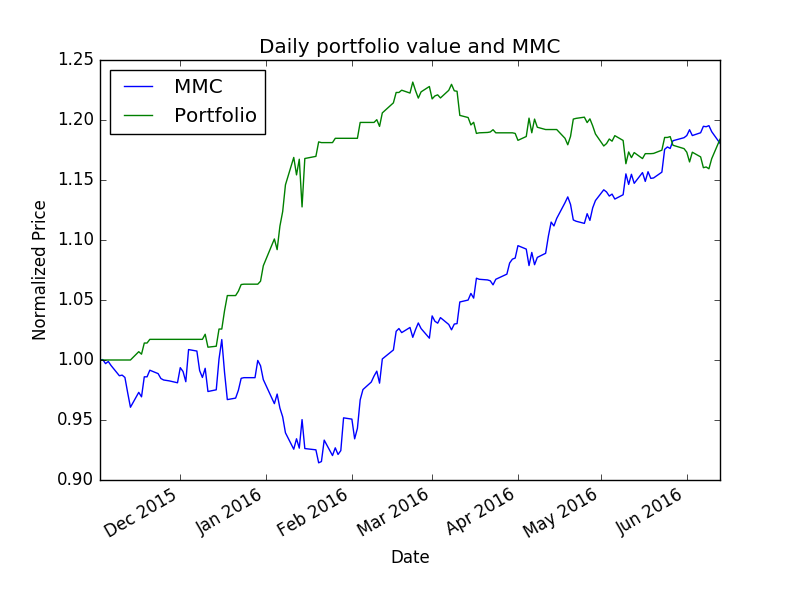 Daily portfolio value and MMC
MMC
Portfolio
1.25
1.20
1.15
1.10
1.05
1.00
0.95
0.90
Normalized Price
Dec 2015
Jan 2016
Feb 2016
Mar 2016
Apr 2016
May 2016
Jun 2016
Date